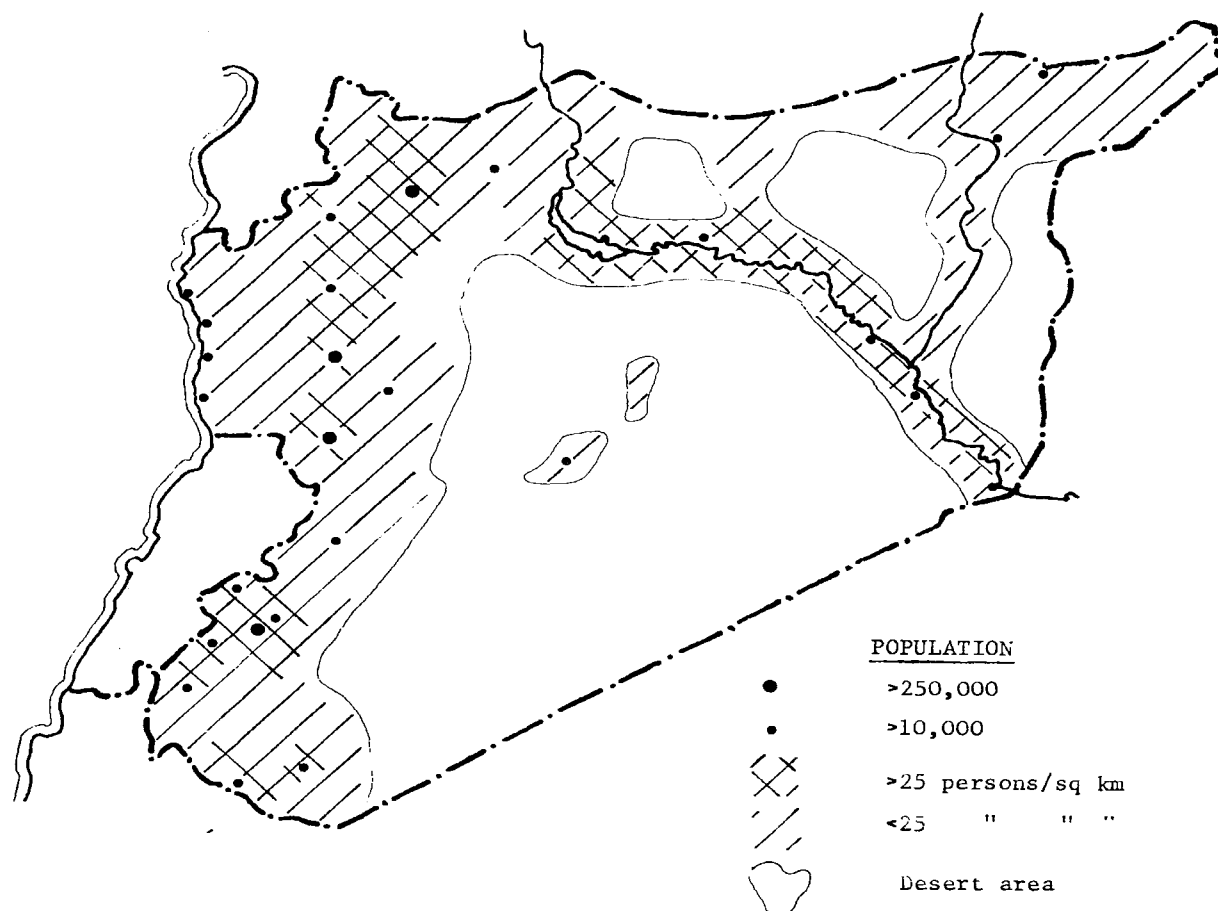 POPULATION
>250,000
>10,000
>25 persons/sq km
<25 " " "
Desert area